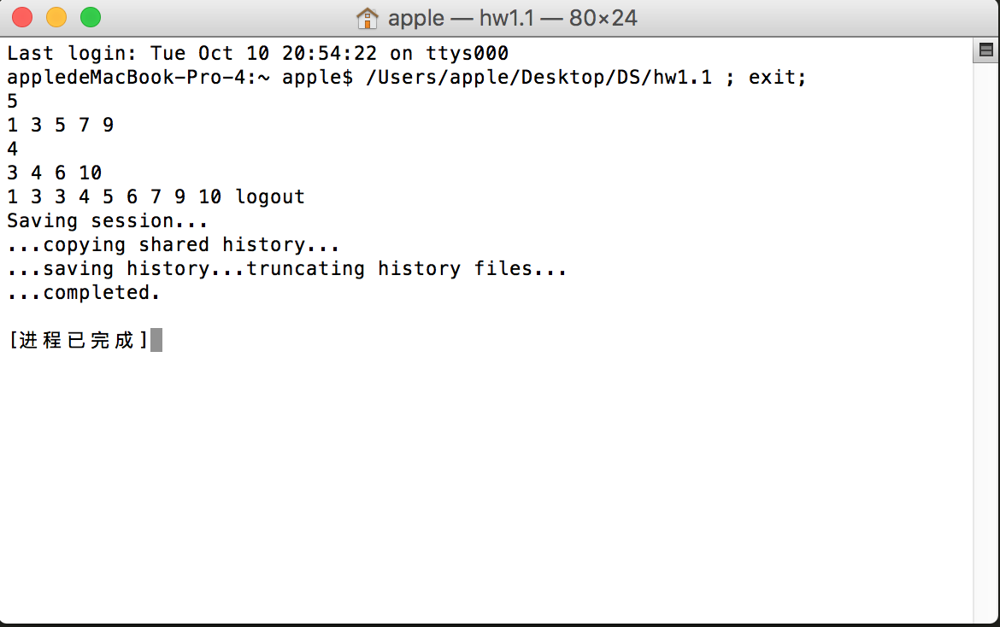 apple — hw1.1 — 80×24
Last login: Tue Oct 10 20:54:22 on ttys000
appledeMacBook-Pro-4:~ apple$ /Users/apple/Desktop/DS/hw1.1 ; exit;
5
1 3 5 7 9
4
3 4 6 10
1 3 3 4 5 6 7 9 10 logout
Saving session...
...copying shared history...
...saving history...truncating history files...
...completed.
[进程已完成]